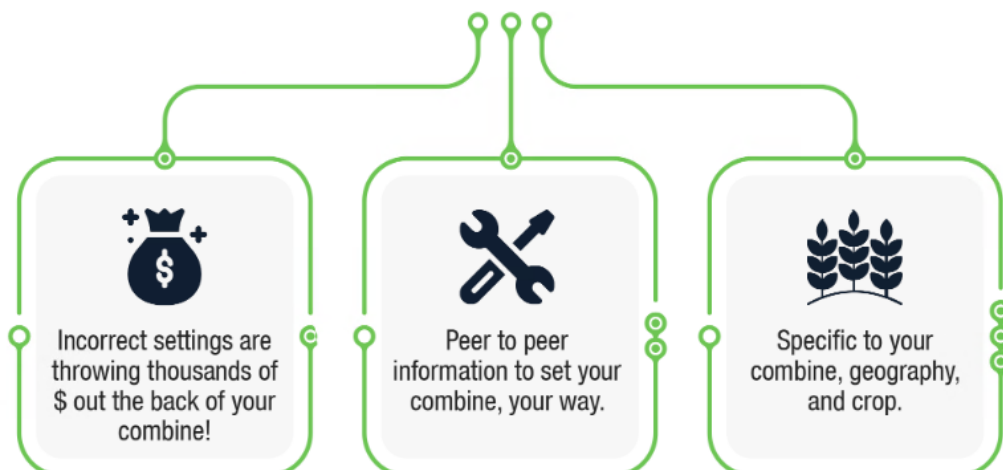 Incorrect settings are
throwing thousands of
$ out the back of your
combine!
Peer to peer
information to set your
combine, your way.
Specific to your
combine, geography,
and crop.